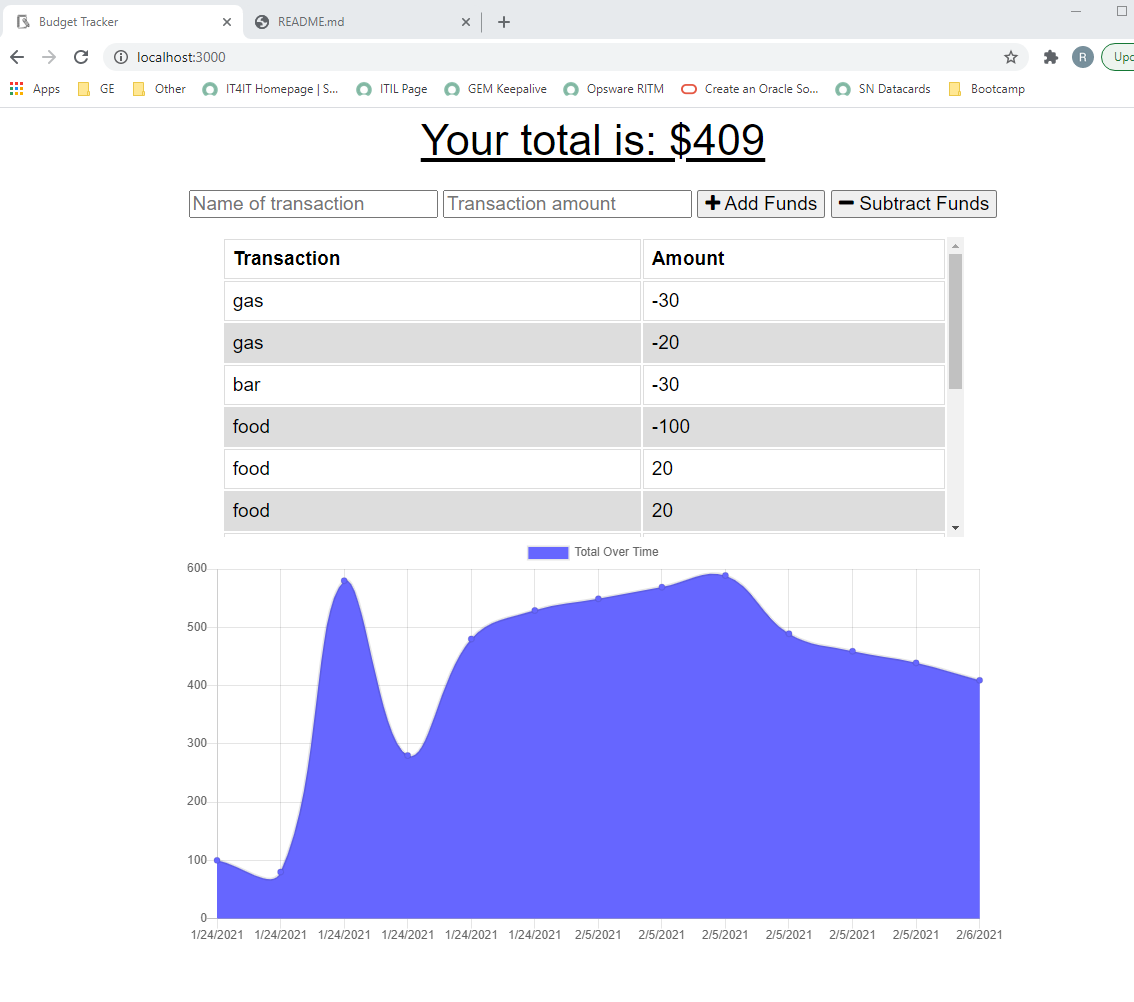 Budget Tracker README.md
localhost:3000 R Upd
Apps GE Other IT4IT Homepage | S... ITIL Page GEM Keepalive Opsware RITM Create an Oracle So... SN Datacards Bootcamp
Your total is: $409
Name of transaction Transaction amount Add Funds Subtract Funds
Transaction Amount
gas -30
gas -20
bar -30
food -100
food 20
food 20
Total Over Time
600
500
400
300
200
100
0
1/24/2021 1/24/2021 1/24/2021 1/24/2021 1/24/2021 1/24/2021 2/5/2021 2/5/2021 2/5/2021 2/5/2021 2/5/2021 2/5/2021 2/6/2021